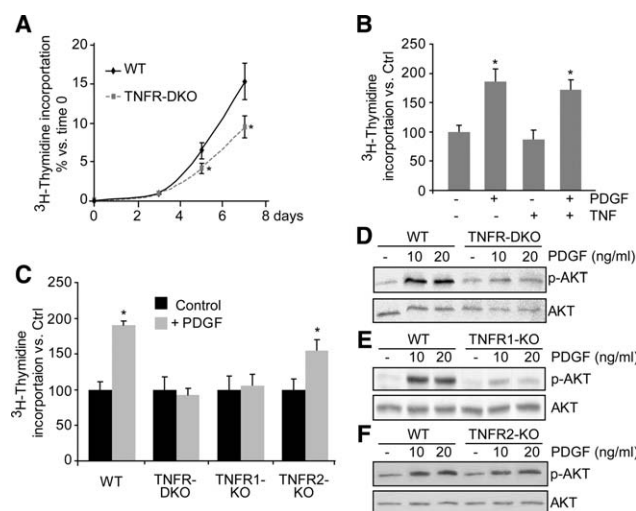 A
³H-Thymidine incorportation
% vs. time 0
20
15
10
5
0
WT
TNFR-DKO
*
*
0 2 4 6 8 days
B
³H-Thymidine
incorportaion vs. Ctrl
250
200
150
100
50
0
* *
- + - + PDGF
- - + + TNF
C
³H-Thymidine
incorportaion vs. Ctrl
250
200
150
100
50
0
Control
+ PDGF
* *
WT TNFR-DKO TNFR1-KO TNFR2-KO
D
WT TNFR-DKO
- 10 20 - 10 20 PDGF (ng/ml)
p-AKT
AKT
E
WT TNFR1-KO
- 10 20 - 10 20 PDGF (ng/ml)
p-AKT
AKT
F
WT TNFR2-KO
- 10 20 - 10 20 PDGF (ng/ml)
p-AKT
AKT